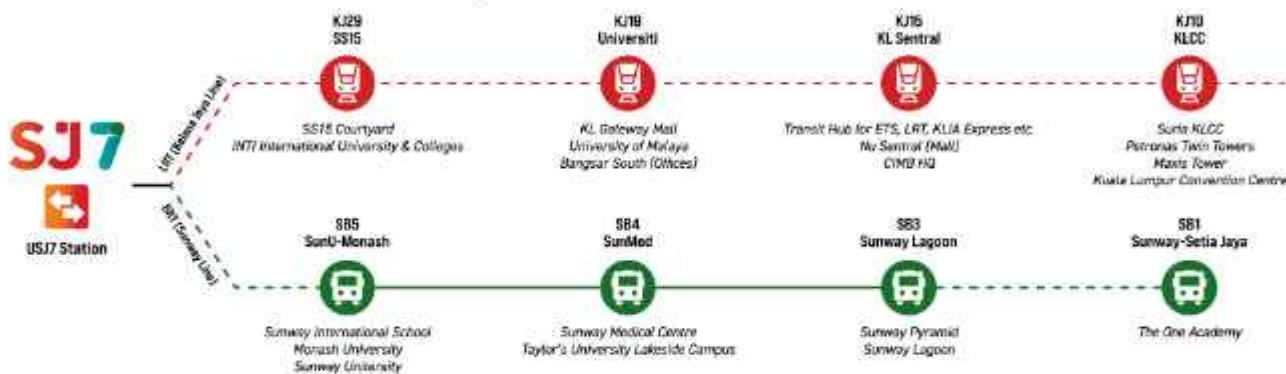 KJ29
SS15
KJ19
Universiti
KJ15
KL Sentral
KJ10
KLCC
LRT (Kelana Jaya Line)
SS15 Courtyard
INTI International University & Colleges
KL Gateway Mall
University of Malaya
Bangsar South (Offices)
Transit Hub for ETS, LRT, KLIA Express etc
Nu Sentral (Mall)
CIMB HQ
Suria KLCC
Petronas Twin Towers
Maxis Tower
Kuala Lumpur Convention Centre
SJ7
USJ7 Station
BRT (Sunway Line)
SB5
SunU-Monash
SB4
SunMed
SB3
Sunway Lagoon
SB1
Sunway-Setia Jaya
Sunway International School
Monash University
Sunway University
Sunway Medical Centre
Taylor's University Lakeside Campus
Sunway Pyramid
Sunway Lagoon
The One Academy